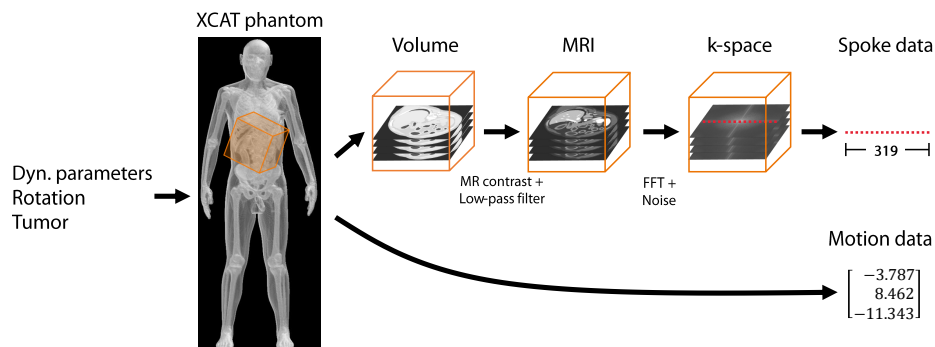 XCAT phantom
Volume
MRI
k-space
Spoke data
319
MR contrast +
Low-pass filter
FFT +
Noise
Dyn. parameters
Rotation
Tumor
Motion data
−3.787
8.462
−11.343